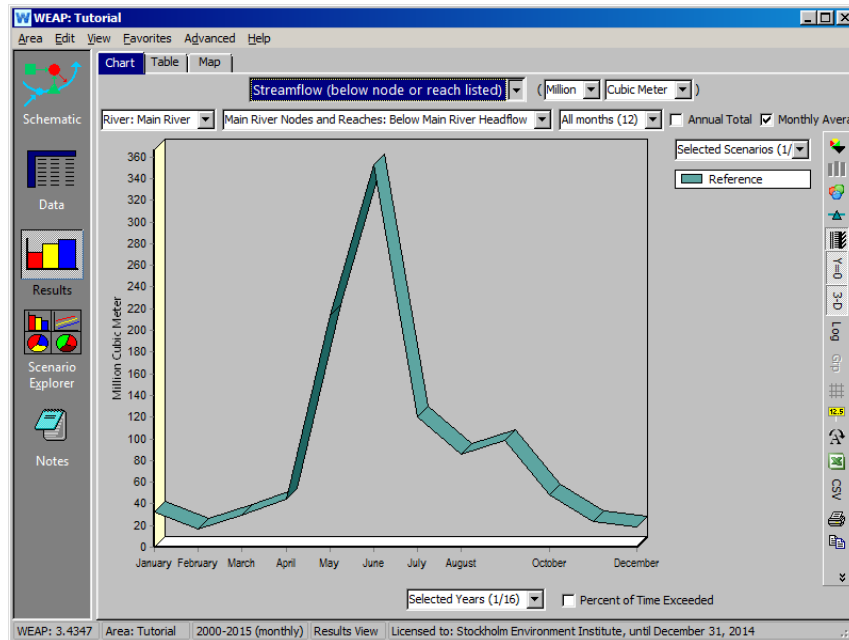 WEAP: Tutorial
Area Edit View Favorites Advanced Help
Chart Table Map
Streamflow (below node or reach listed) ( Million Cubic Meter )
River: Main River Main River Nodes and Reaches: Below Main River Headflow All months (12) Annual Total Monthly Avera
Selected Scenarios (1/
Reference
Schematic
Data
Results
Scenario
Explorer
Notes
Million Cubic Meter
360
340
320
300
280
260
240
220
200
180
160
140
120
100
80
60
40
20
0
January February March April May June July August October December
Y=0
3-D
Log
Grp
12.5
A
CSV
Selected Years (1/16) Percent of Time Exceeded
WEAP: 3.4347 Area: Tutorial 2000-2015 (monthly) Results View Licensed to: Stockholm Environment Institute, until December 31, 2014